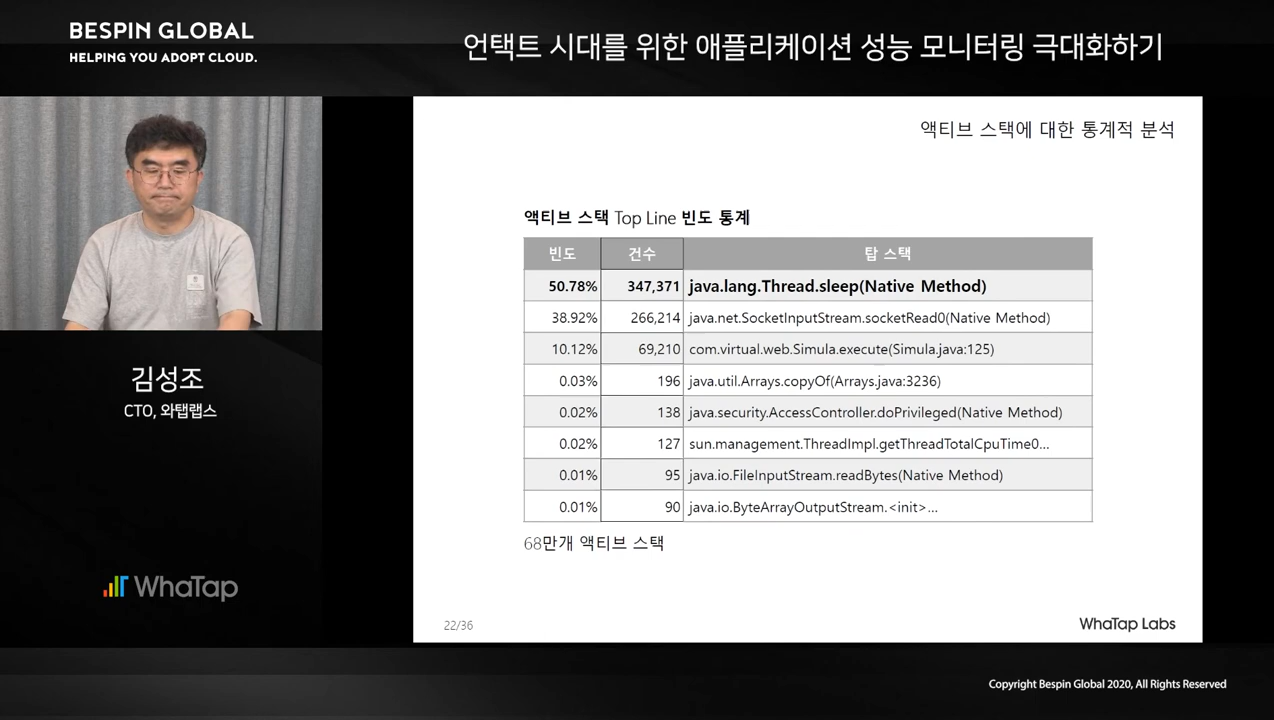 BESPIN GLOBAL
HELPING YOU ADOPT CLOUD.
언택트 시대를 위한 애플리케이션 성능 모니터링 극대화하기
김성조
CTO, 와탭랩스
WhaTap
액티브 스택에 대한 통계적 분석
액티브 스택 Top Line 빈도 통계
빈도 건수 탑 스택
50.78% 347,371 java.lang.Thread.sleep(Native Method)
38.92% 266,214 java.net.SocketInputStream.socketRead0(Native Method)
10.12% 69,210 com.virtual.web.Simula.execute(Simula.java:125)
0.03% 196 java.util.Arrays.copyOf(Arrays.java:3236)
0.02% 138 java.security.AccessController.doPrivileged(Native Method)
0.02% 127 sun.management.ThreadImpl.getThreadTotalCpuTime0...
0.01% 95 java.io.FileInputStream.readBytes(Native Method)
0.01% 90 java.io.ByteArrayOutputStream.<init>...
68만개 액티브 스택
22/36
WhaTap Labs
Copyright Bespin Global 2020, All Rights Reserved